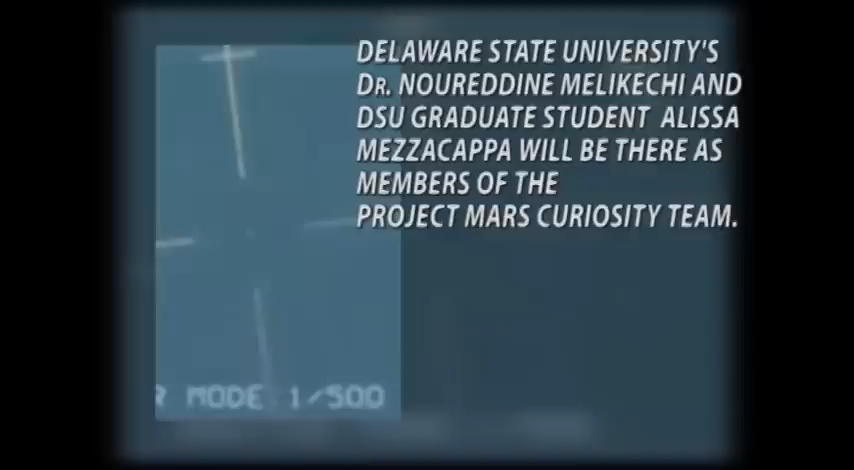 DELAWARE STATE UNIVERSITY'S
DR. NOUREDDINE MELIKECHI AND
DSU GRADUATE STUDENT ALISSA
MEZZACAPPA WILL BE THERE AS
MEMBERS OF THE
PROJECT MARS CURIOSITY TEAM.
R MODE 1/500